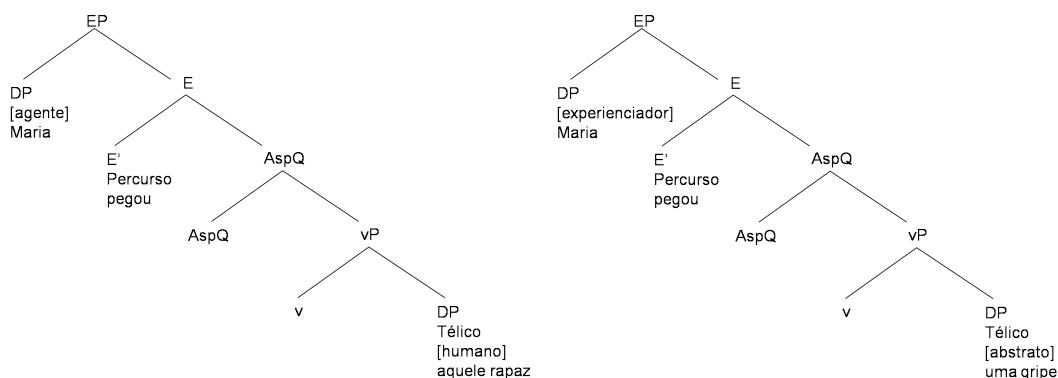 EP
DP
[agente]
Maria
E
E'
Percurso
pegou
AspQ
AspQ
vP
v
DP
Télico
[humano]
aquele rapaz
EP
DP
[experienciador]
Maria
E
E'
Percurso
pegou
AspQ
AspQ
vP
v
DP
Télico
[abstrato]
uma gripe